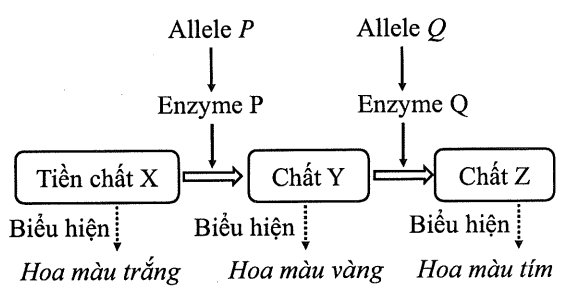 Allele P Allele Q
Enzyme P Enzyme Q
Tiền chất X Chất Y Chất Z
Biểu hiện Biểu hiện Biểu hiện
Hoa màu trắng Hoa màu vàng Hoa màu tím